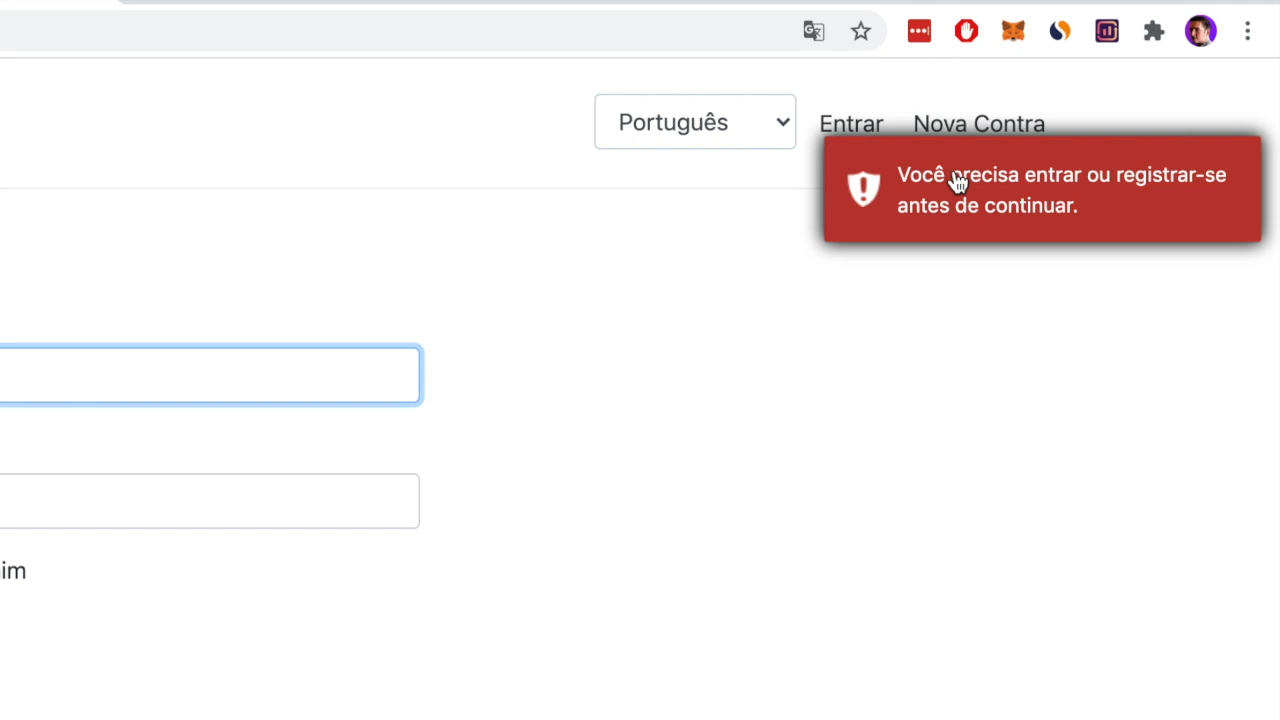 Português
Entrar
Nova Contra
Você precisa entrar ou registrar-se
antes de continuar.
im